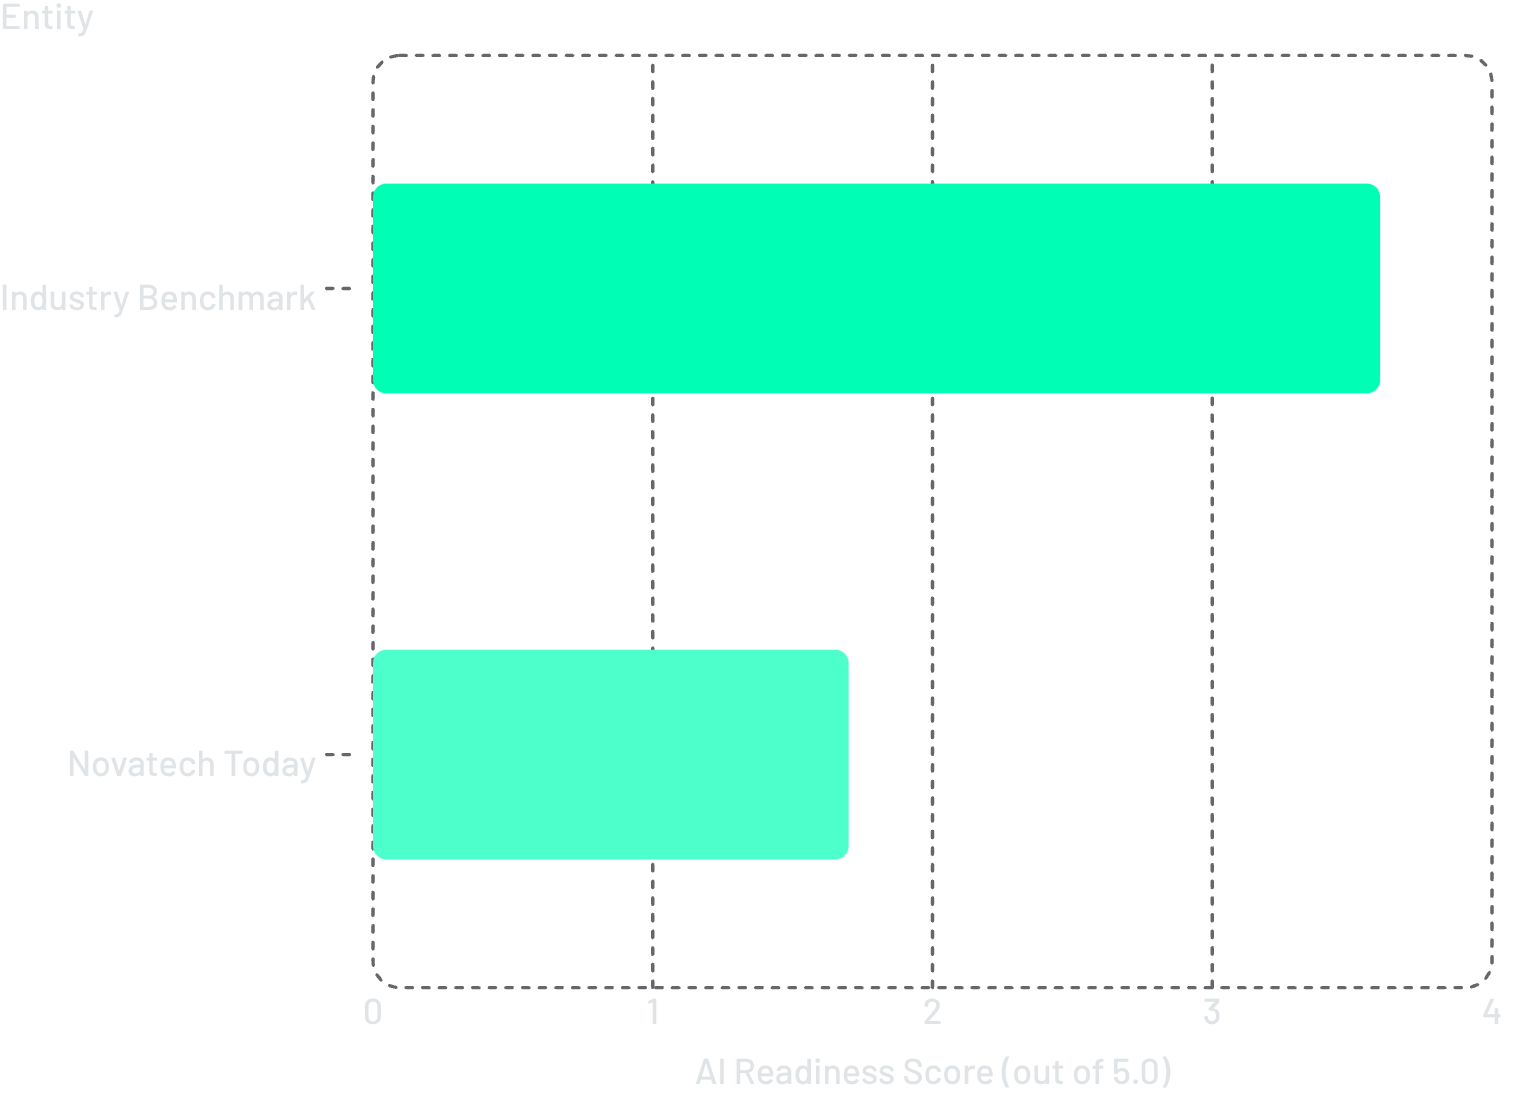 Entity
Industry Benchmark
Novatech Today
0 1 2 3 4
AI Readiness Score (out of 5.0)